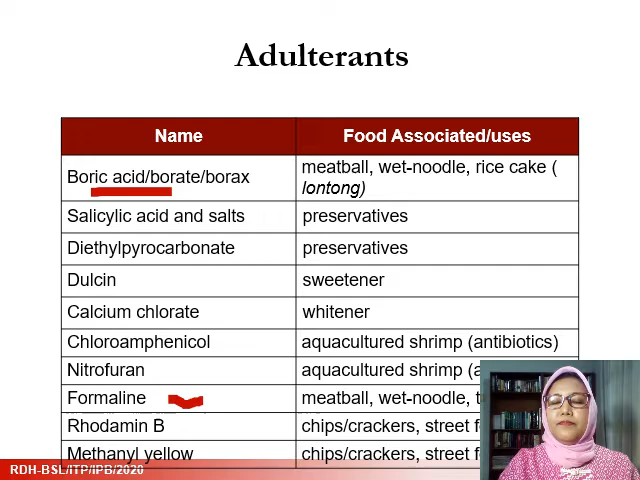 Adulterants
Name Food Associated/uses
Boric acid/borate/borax meatball, wet-noodle, rice cake (
lontong)
Salicylic acid and salts preservatives
Diethylpyrocarbonate preservatives
Dulcin sweetener
Calcium chlorate whitener
Chloroamphenicol aquacultured shrimp (antibiotics)
Nitrofuran aquacultured shrimp (
Formaline meatball, wet-noodle,
Rhodamin B chips/crackers, street
Methanyl yellow chips/crackers, street
RDH-BSL/ITP/IPB/2020